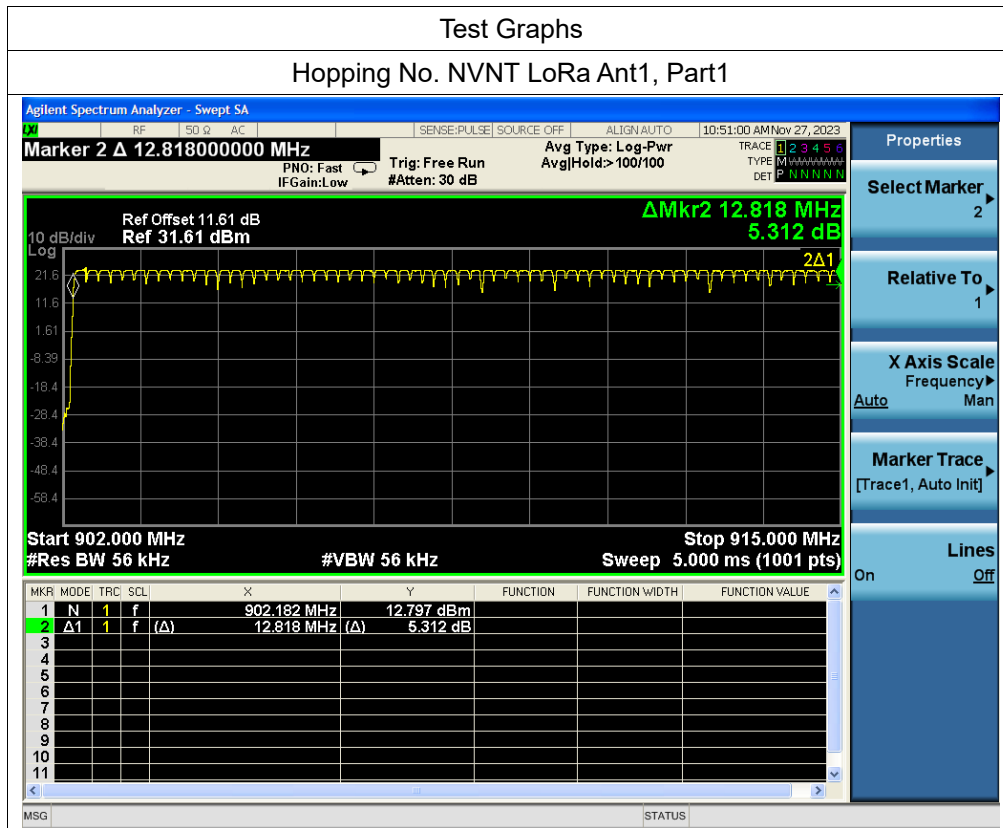 Test Graphs
Hopping No. NVNT LoRa Ant1, Part1
Agilent Spectrum Analyzer - Swept SA
LXI RF 50 Ω AC SENSE:PULSE SOURCE OFF ALIGN AUTO 10:51:00 AM Nov 27, 2023
Marker 2 Δ 12.818000000 MHz
PNO: Fast
IFGain:Low
Trig: Free Run
#Atten: 30 dB
Avg Type: Log-Pwr
Avg|Hold:>100/100
TRACE 1 2 3 4 5 6
TYPE M
DET P N N N N N
ΔMkr2 12.818 MHz
5.312 dB
Ref Offset 11.61 dB
10 dB/div Ref 31.61 dBm
Log
2Δ1
21.6
11.6
1.61
-8.39
-18.4
-28.4
-38.4
-48.4
-58.4
Start 902.000 MHz Stop 915.000 MHz
#Res BW 56 kHz #VBW 56 kHz Sweep 5.000 ms (1001 pts)
MKR MODE TRC SCL X Y FUNCTION FUNCTION WIDTH FUNCTION VALUE
1 N 1 f 902.182 MHz 12.797 dBm
2 Δ1 1 f (Δ) 12.818 MHz (Δ) 5.312 dB
3
4
5
6
7
8
9
10
11
MSG STATUS
Properties
Select Marker
2
Relative To
1
X Axis Scale
Frequency
Auto Man
Marker Trace
[Trace1, Auto Init]
Lines
On Off